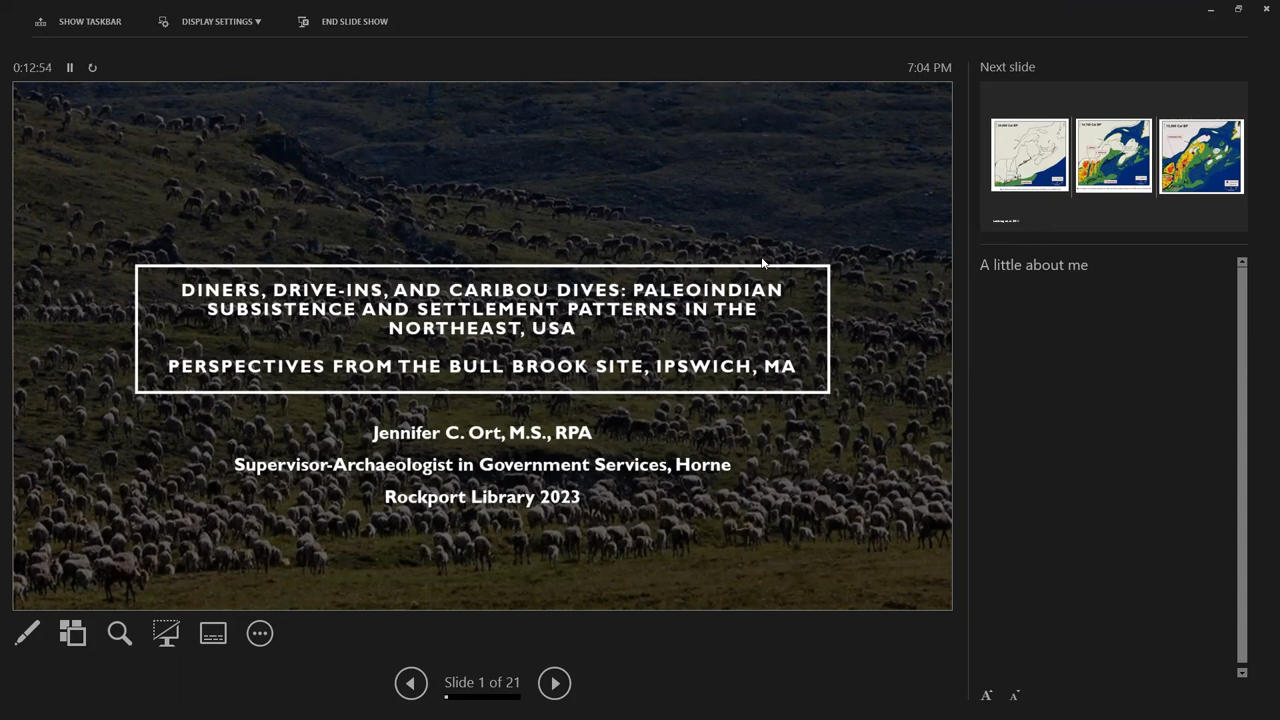 SHOW TASKBAR
DISPLAY SETTINGS ▼
END SLIDE SHOW
0:12:54
7:04 PM
Next slide
DINERS, DRIVE-INS, AND CARIBOU DIVES: PALEOINDIAN
SUBSISTENCE AND SETTLEMENT PATTERNS IN THE
NORTHEAST, USA
PERSPECTIVES FROM THE BULL BROOK SITE, IPSWICH, MA
Jennifer C. Ort, M.S., RPA
Supervisor-Archaeologist in Government Services, Horne
Rockport Library 2023
A little about me
Slide 1 of 21
A A